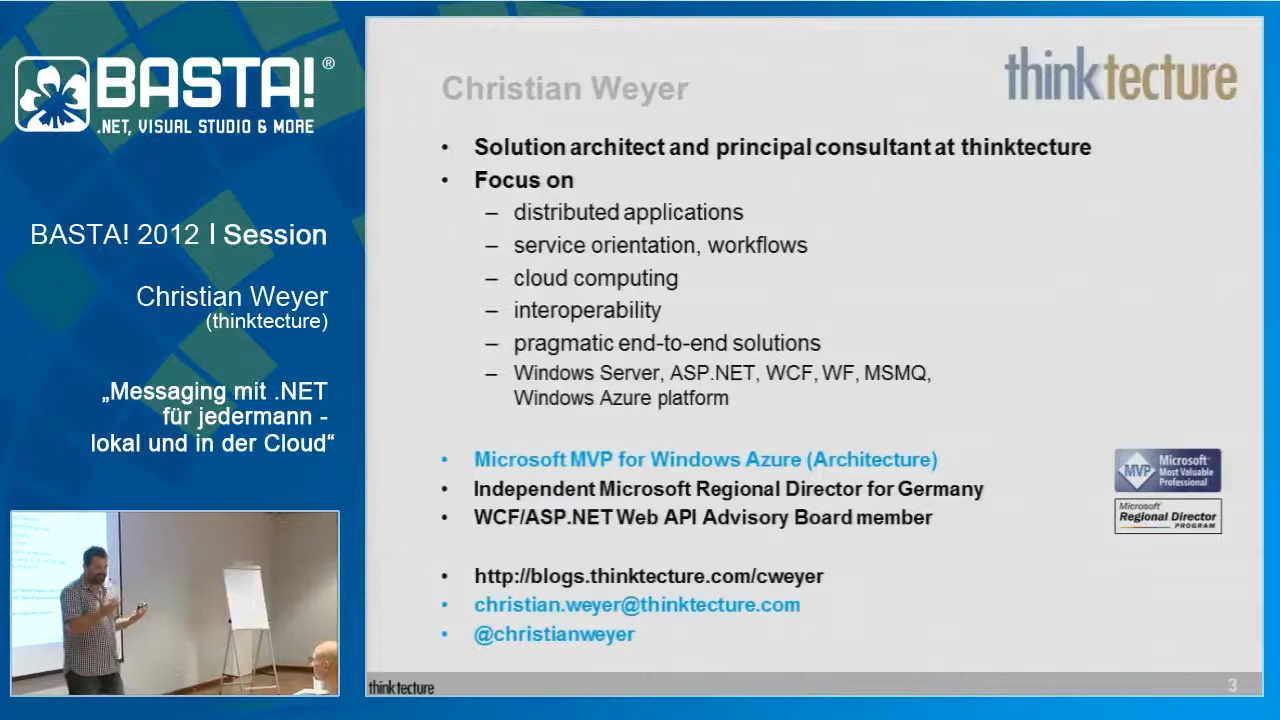 BASTA!®
.NET, VISUAL STUDIO & MORE
BASTA! 2012 | Session
Christian Weyer
(thinktecture)
„Messaging mit .NET
für jedermann -
lokal und in der Cloud“
Christian Weyer
thinktecture
• Solution architect and principal consultant at thinktecture
• Focus on
– distributed applications
– service orientation, workflows
– cloud computing
– interoperability
– pragmatic end-to-end solutions
– Windows Server, ASP.NET, WCF, WF, MSMQ,
Windows Azure platform
• Microsoft MVP for Windows Azure (Architecture)
• Independent Microsoft Regional Director for Germany
• WCF/ASP.NET Web API Advisory Board member
MVP
Microsoft
Most Valuable
Professional
Microsoft
Regional Director
PROGRAM
• http://blogs.thinktecture.com/cweyer
• christian.weyer@thinktecture.com
• @christianweyer
thinktecture
3